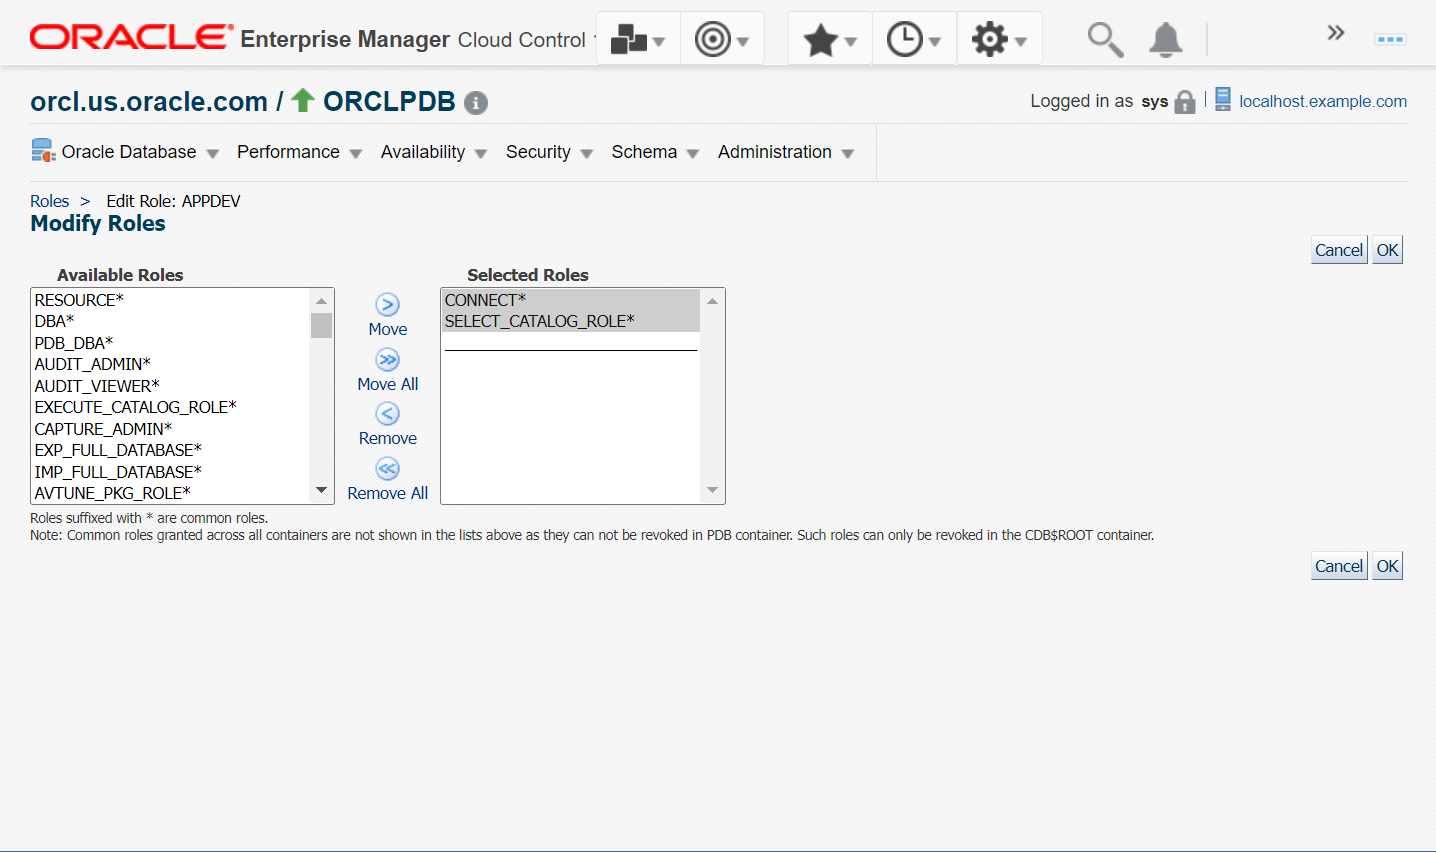 ORACLE Enterprise Manager Cloud Control
orcl.us.oracle.com / ORCLPDB
Logged in as sys
localhost.example.com
Oracle Database Performance Availability Security Schema Administration
Roles > Edit Role: APPDEV
Modify Roles
Cancel OK
Available Roles
RESOURCE*
DBA*
PDB_DBA*
AUDIT_ADMIN*
AUDIT_VIEWER*
EXECUTE_CATALOG_ROLE*
CAPTURE_ADMIN*
EXP_FULL_DATABASE*
IMP_FULL_DATABASE*
AVTUNE_PKG_ROLE*
Move
Move All
Remove
Remove All
Selected Roles
CONNECT*
SELECT_CATALOG_ROLE*
Roles suffixed with * are common roles.
Note: Common roles granted across all containers are not shown in the lists above as they can not be revoked in PDB container. Such roles can only be revoked in the CDB$ROOT container.
Cancel OK